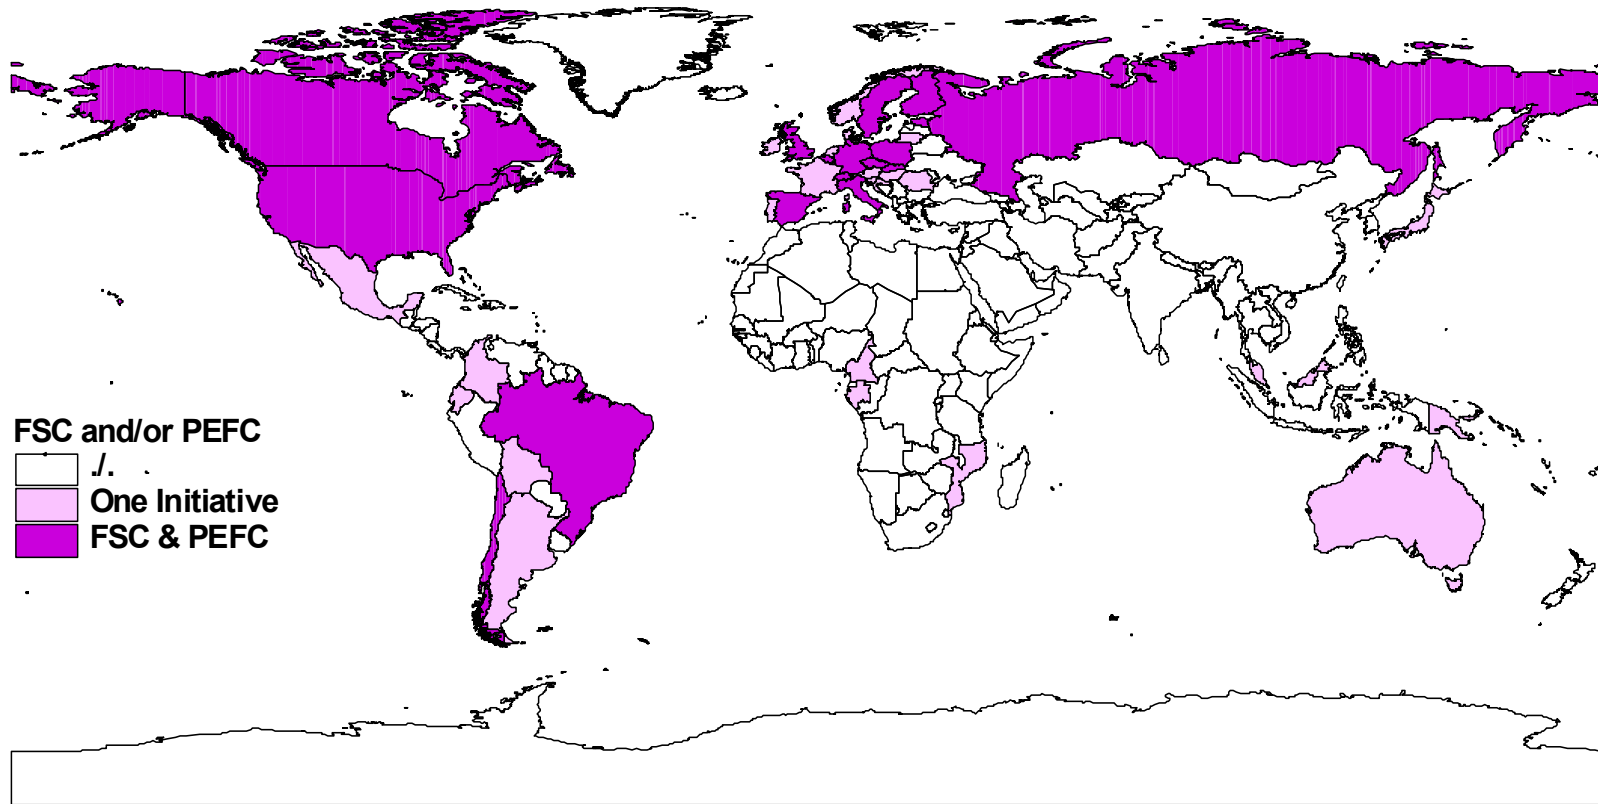 FSC and/or PEFC
./.
One Initiative
FSC & PEFC